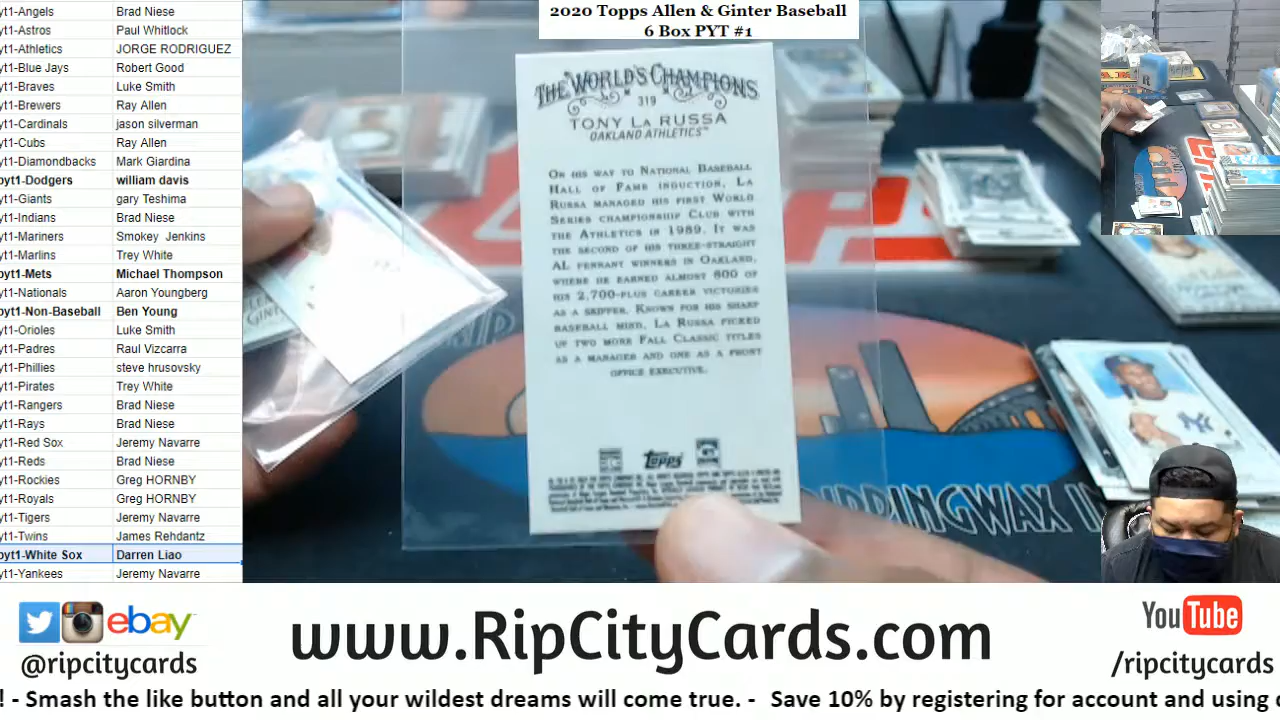 2020 Topps Allen & Ginter Baseball
6 Box PYT #1
yt1-Angels Brad Niese
yt1-Astros Paul Whitlock
yt1-Athletics JORGE RODRIGUEZ
yt1-Blue Jays Robert Good
yt1-Braves Luke Smith
yt1-Brewers Ray Allen
yt1-Cardinals jason silverman
yt1-Cubs Ray Allen
yt1-Diamondbacks Mark Giardina
pyt1-Dodgers william davis
yt1-Giants gary Teshima
yt1-Indians Brad Niese
yt1-Mariners Smokey Jenkins
yt1-Marlins Trey White
pyt1-Mets Michael Thompson
yt1-Nationals Aaron Youngberg
pyt1-Non-Baseball Ben Young
yt1-Orioles Luke Smith
yt1-Padres Raul Vizcarra
yt1-Phillies steve hrusovsky
yt1-Pirates Trey White
yt1-Rangers Brad Niese
yt1-Rays Brad Niese
yt1-Red Sox Jeremy Navarre
yt1-Reds Brad Niese
yt1-Rockies Greg HORNBY
yt1-Royals Greg HORNBY
yt1-Tigers Jeremy Navarre
yt1-Twins James Rehdantz
pyt1-White Sox Darren Liao
yt1-Yankees Jeremy Navarre
THE WORLD'S CHAMPIONS
319
TONY LA RUSSA
OAKLAND ATHLETICS™
ON HIS WAY TO NATIONAL BASEBALL
HALL OF FAME INDUCTION, LA
RUSSA MANAGED HIS FIRST WORLD
SERIES CHAMPIONSHIP CLUB WITH
THE ATHLETICS IN 1989. IT WAS
THE SECOND OF HIS THREE-STRAIGHT
AL PENNANT WINNERS IN OAKLAND,
WHERE HE EARNED ALMOST 800 OF
HIS 2,700-PLUS CAREER VICTORIES
AS A SKIPPER. KNOWN FOR HIS SHARP
BASEBALL MIND, LA RUSSA PICKED
UP TWO MORE FALL CLASSIC TITLES
AS A MANAGER AND ONE AS A FRONT
OFFICE EXECUTIVE.
Topps
RIPPINGWAX IN
ebay
@ripcitycards
www.RipCityCards.com
YouTube
/ripcitycards
! - Smash the like button and all your wildest dreams will come true. - Save 10% by registering for account and using